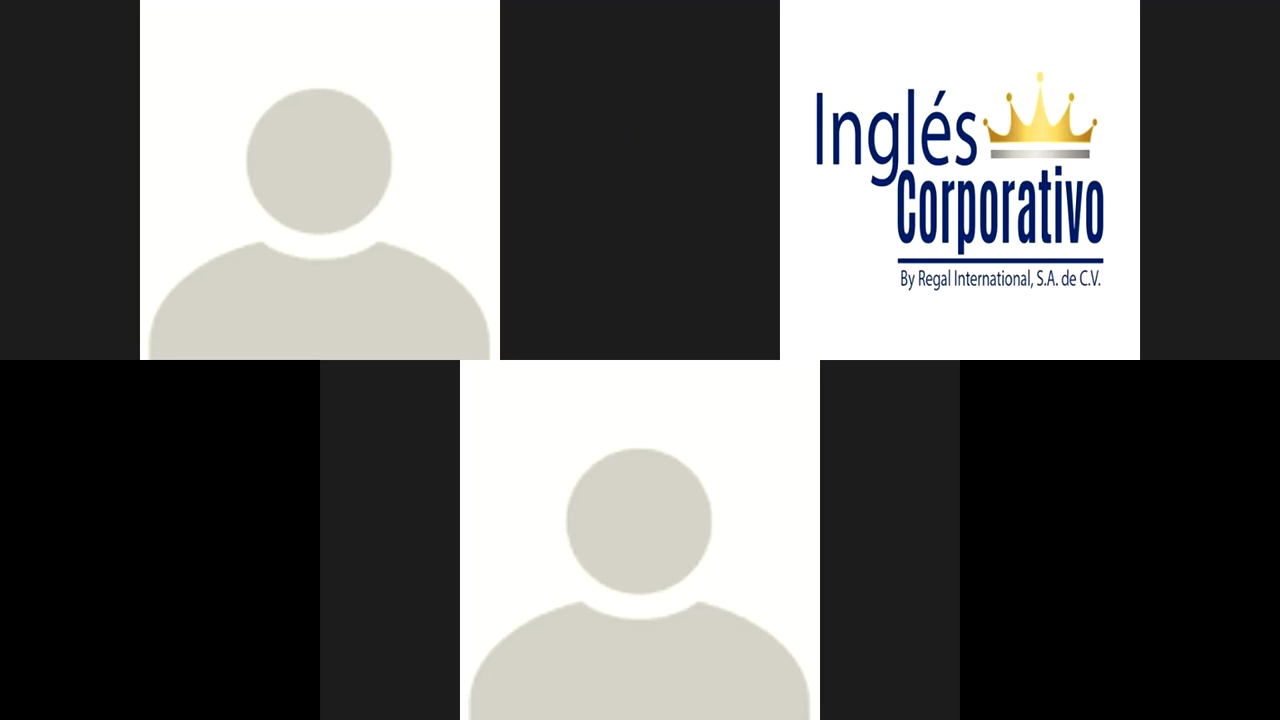 Inglés
Corporativo
By Regal International, S.A. de C.V.